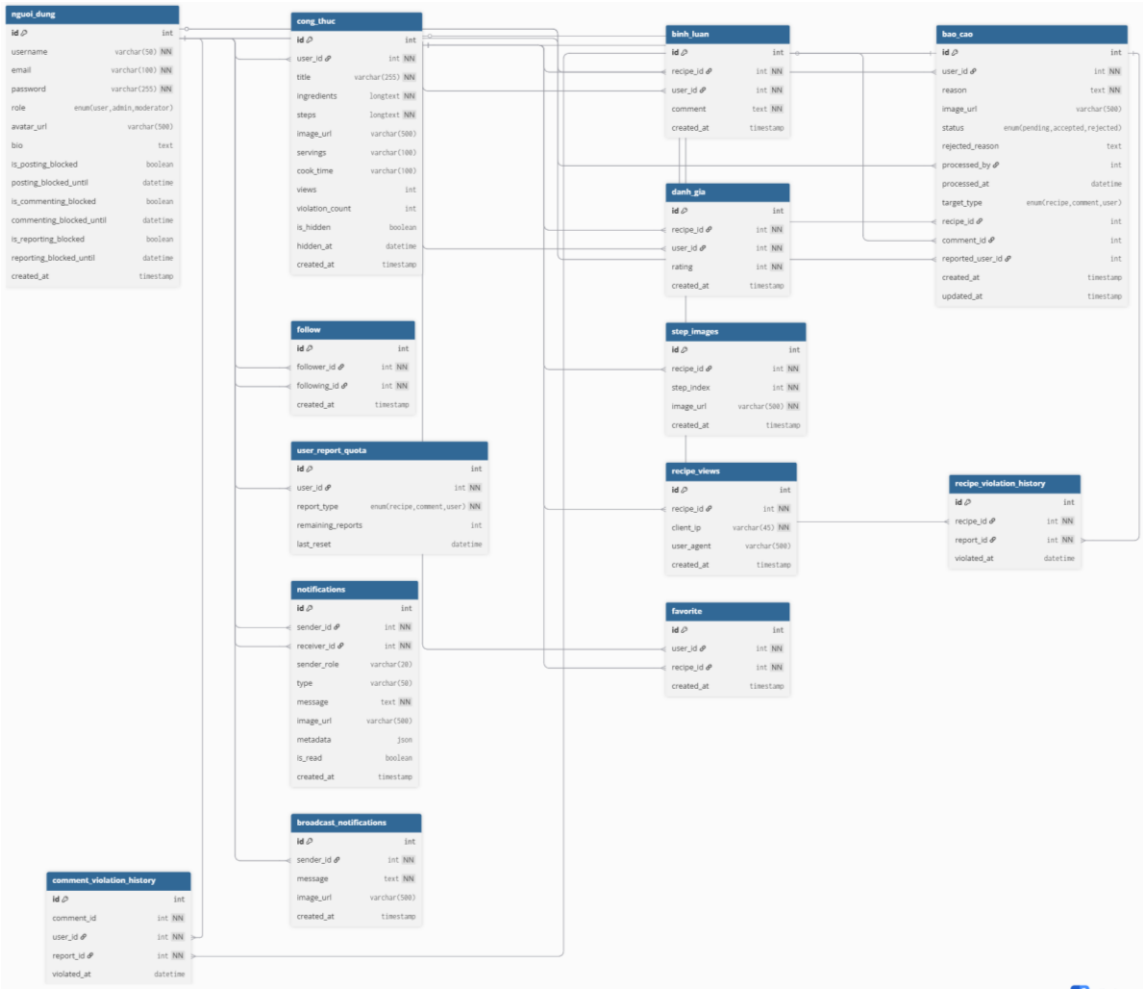 nguoi_dung
id int
username varchar(50) NN
email varchar(100) NN
password varchar(255) NN
role enum(user,admin,moderator)
avatar_url varchar(500)
bio text
is_posting_blocked boolean
posting_blocked_until datetime
is_commenting_blocked boolean
commenting_blocked_until datetime
is_reporting_blocked boolean
reporting_blocked_until datetime
created_at timestamp
cong_thuc
id int
user_id int NN
title varchar(255) NN
ingredients longtext NN
steps longtext NN
image_url varchar(500)
servings varchar(100)
cook_time varchar(100)
views int
violation_count int
is_hidden boolean
hidden_at datetime
created_at timestamp
follow
id int
follower_id int NN
following_id int NN
created_at timestamp
user_report_quota
id int
user_id int NN
report_type enum(recipe,comment,user) NN
remaining_reports int
last_reset datetime
notifications
id int
sender_id int NN
receiver_id int NN
sender_role varchar(20)
type varchar(50)
message text NN
image_url varchar(500)
metadata json
is_read boolean
created_at timestamp
broadcast_notifications
id int
sender_id int NN
message text NN
image_url varchar(500)
created_at timestamp
comment_violation_history
id int
comment_id int NN
user_id int NN
report_id int NN
violated_at datetime
binh_luan
id int
recipe_id int NN
user_id int NN
comment text NN
created_at timestamp
danh_gia
id int
recipe_id int NN
user_id int NN
rating int NN
created_at timestamp
step_images
id int
recipe_id int NN
step_index int NN
image_url varchar(500) NN
created_at timestamp
recipe_views
id int
recipe_id int NN
client_ip varchar(45) NN
user_agent varchar(500)
created_at timestamp
favorite
id int
user_id int NN
recipe_id int NN
created_at timestamp
bao_cao
id int
user_id int NN
reason text NN
image_url varchar(500)
status enum(pending,accepted,rejected)
rejected_reason text
processed_by int
processed_at datetime
target_type enum(recipe,comment,user)
recipe_id int
comment_id int
reported_user_id int
created_at timestamp
updated_at timestamp
recipe_violation_history
id int
recipe_id int NN
report_id int NN
violated_at datetime